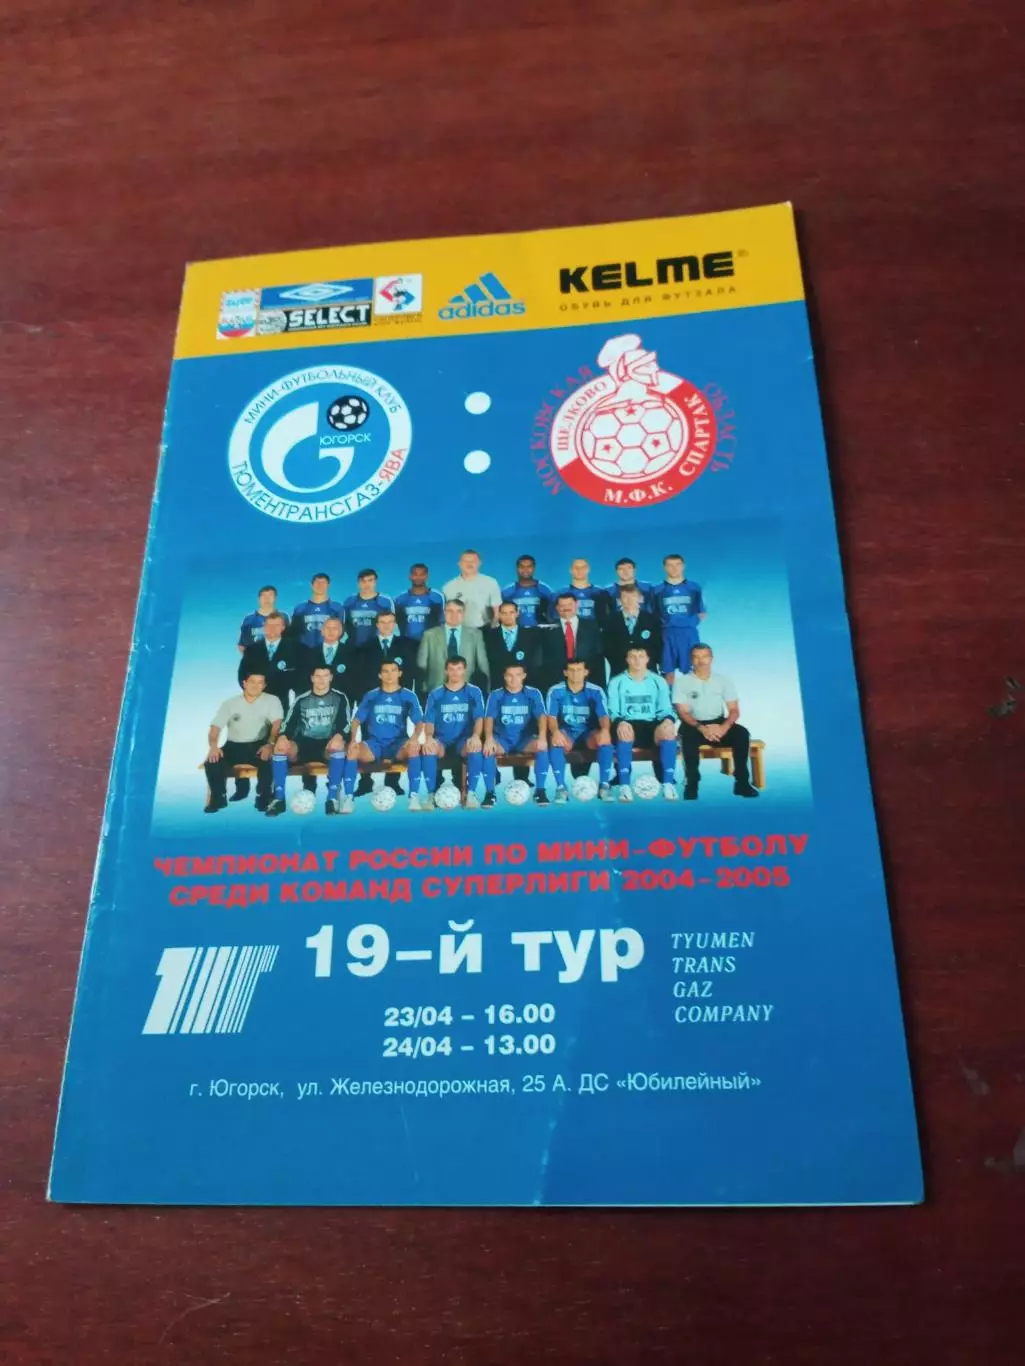 SELECT
adidas
KELME®
ОБУВЬ ДЛЯ ФУТЗАЛА
МИНИ-ФУТБОЛЬНЫЙ КЛУБ
ЮГОРСК
ТЮМЕНТРАНСГАЗ-ЯВА
:
МОСКОВСКАЯ ОБЛАСТЬ
ЩЕЛКОВО
М.Ф.К. СПАРТАК
ЧЕМПИОНАТ РОССИИ ПО МИНИ-ФУТБОЛУ
СРЕДИ КОМАНД СУПЕРЛИГИ 2004-2005
19-й тур
TYUMEN
TRANS
GAZ
COMPANY
23/04 - 16.00
24/04 - 13.00
г. Югорск, ул. Железнодорожная, 25 А. ДС «Юбилейный»